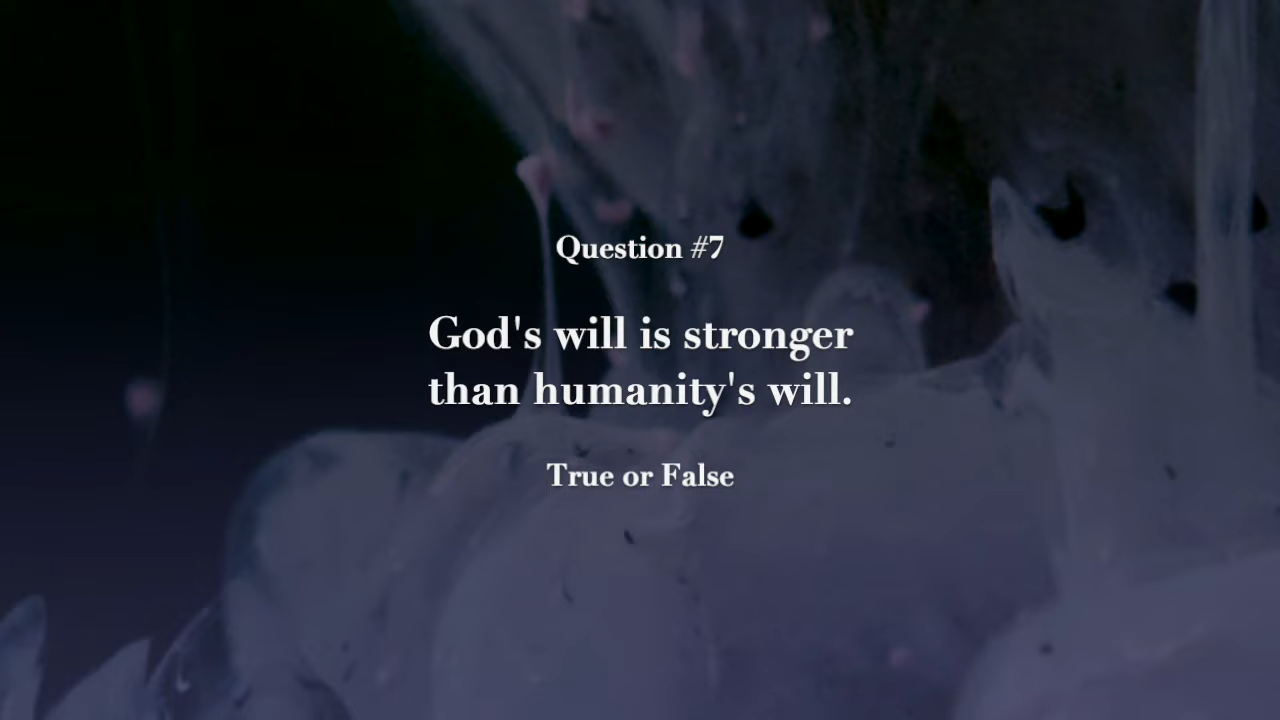 Question #7
God's will is stronger
than humanity's will.
True or False